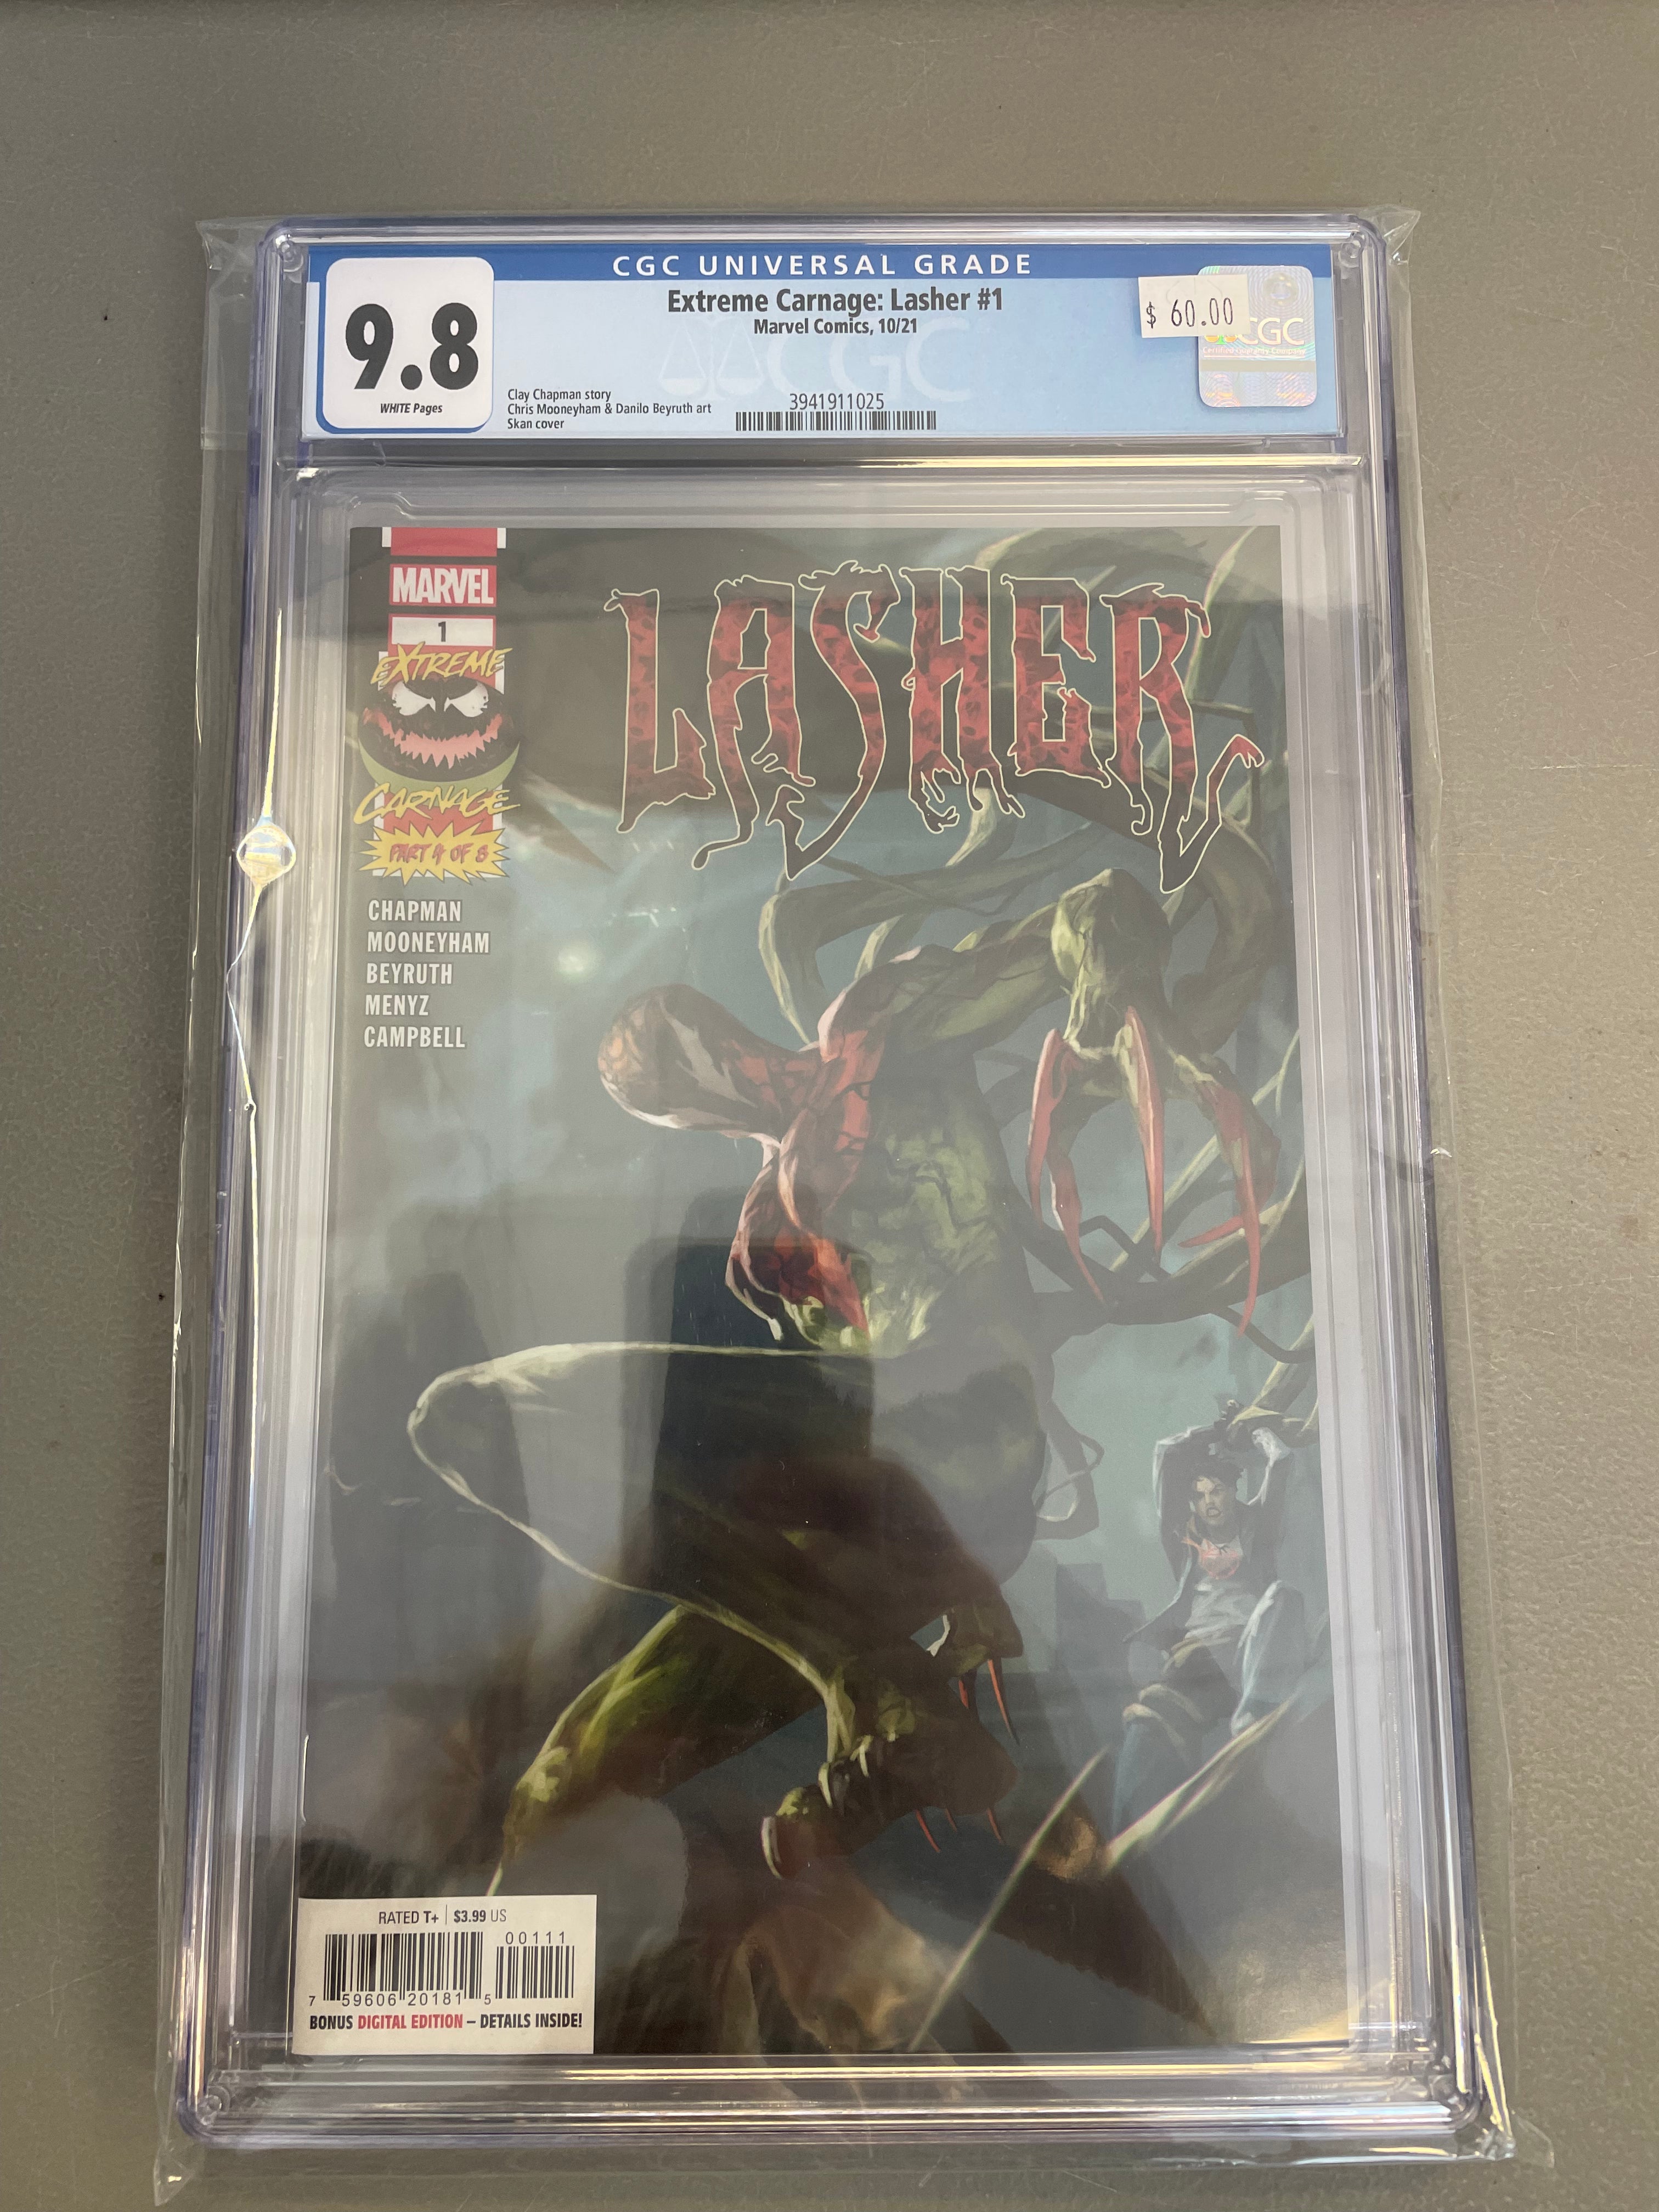 CGC UNIVERSAL GRADE
9.8
WHITE Pages
Extreme Carnage: Lasher #1
Marvel Comics, 10/21
$ 60.00
CGC
CGC
Clay Chapman story
Chris Mooneyham & Danilo Beyruth art
Skan cover
3941911025
MARVEL
1
EXTREME
CARNAGE
PART 4 OF 8
LASHER
CHAPMAN
MOONEYHAM
BEYRUTH
MENYZ
CAMPBELL
RATED T+ | $3.99 US
00111
7 59606 20181 5
BONUS DIGITAL EDITION – DETAILS INSIDE!